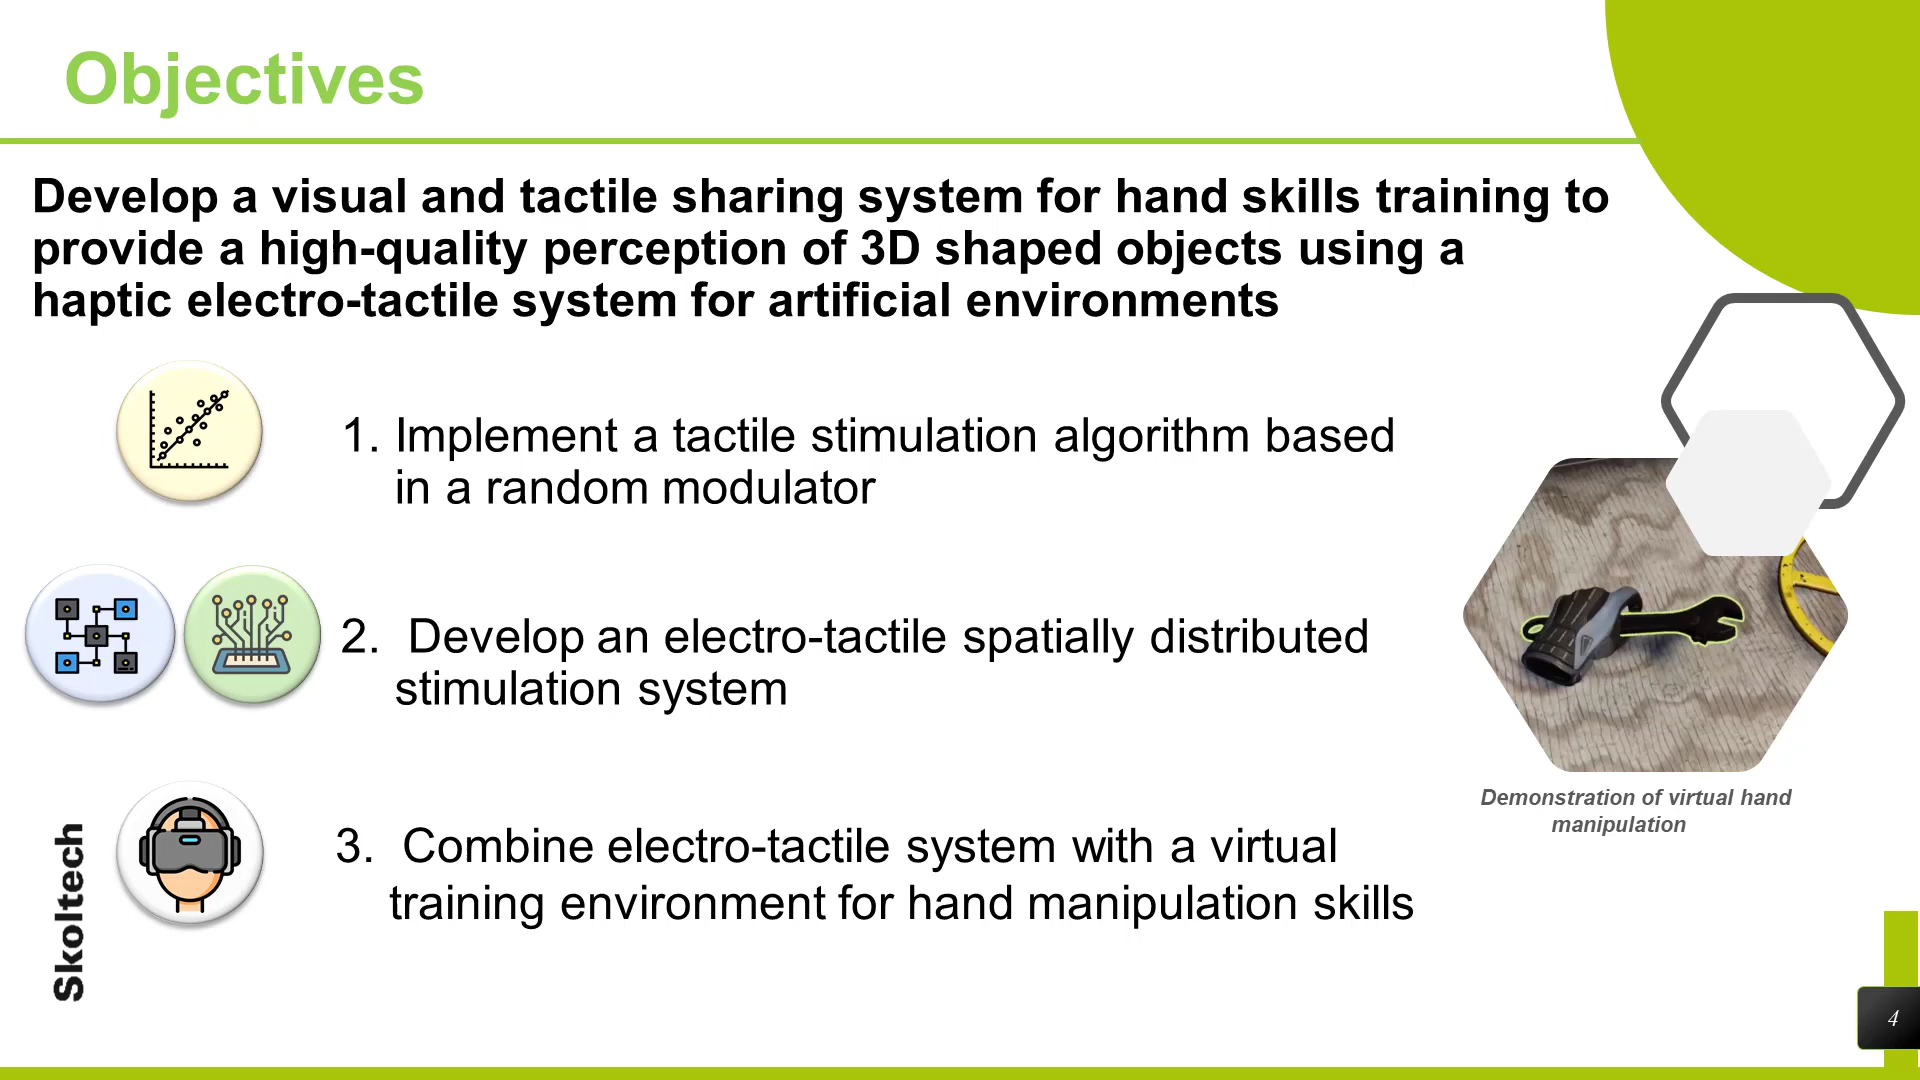 Objectives
Develop a visual and tactile sharing system for hand skills training to
provide a high-quality perception of 3D shaped objects using a
haptic electro-tactile system for artificial environments
1. Implement a tactile stimulation algorithm based
in a random modulator
2. Develop an electro-tactile spatially distributed
stimulation system
Demonstration of virtual hand
manipulation
3. Combine electro-tactile system with a virtual
training environment for hand manipulation skills
Skoltech
4